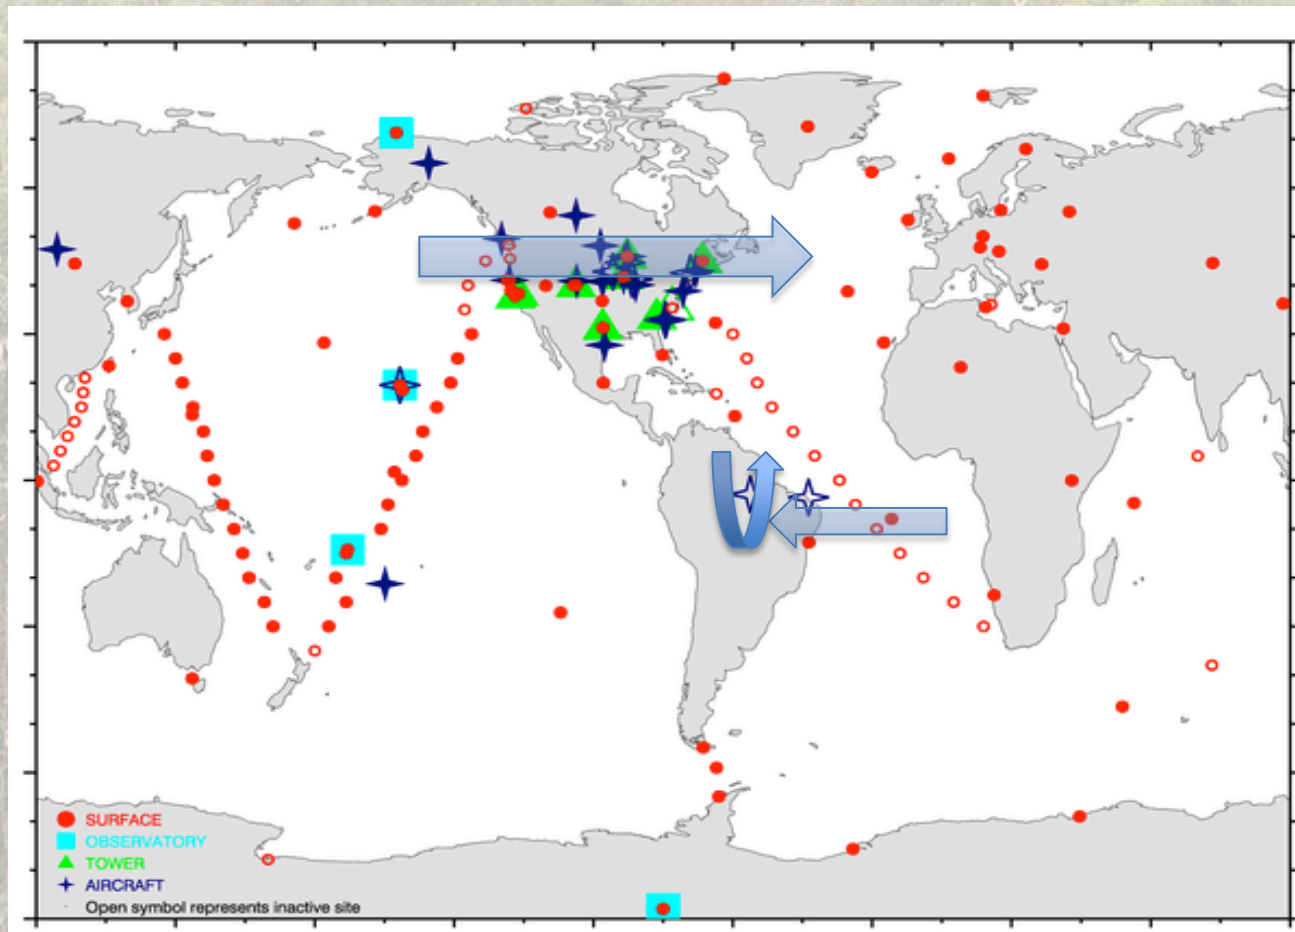 SURFACE
OBSERVATORY
TOWER
AIRCRAFT
Open symbol represents inactive site